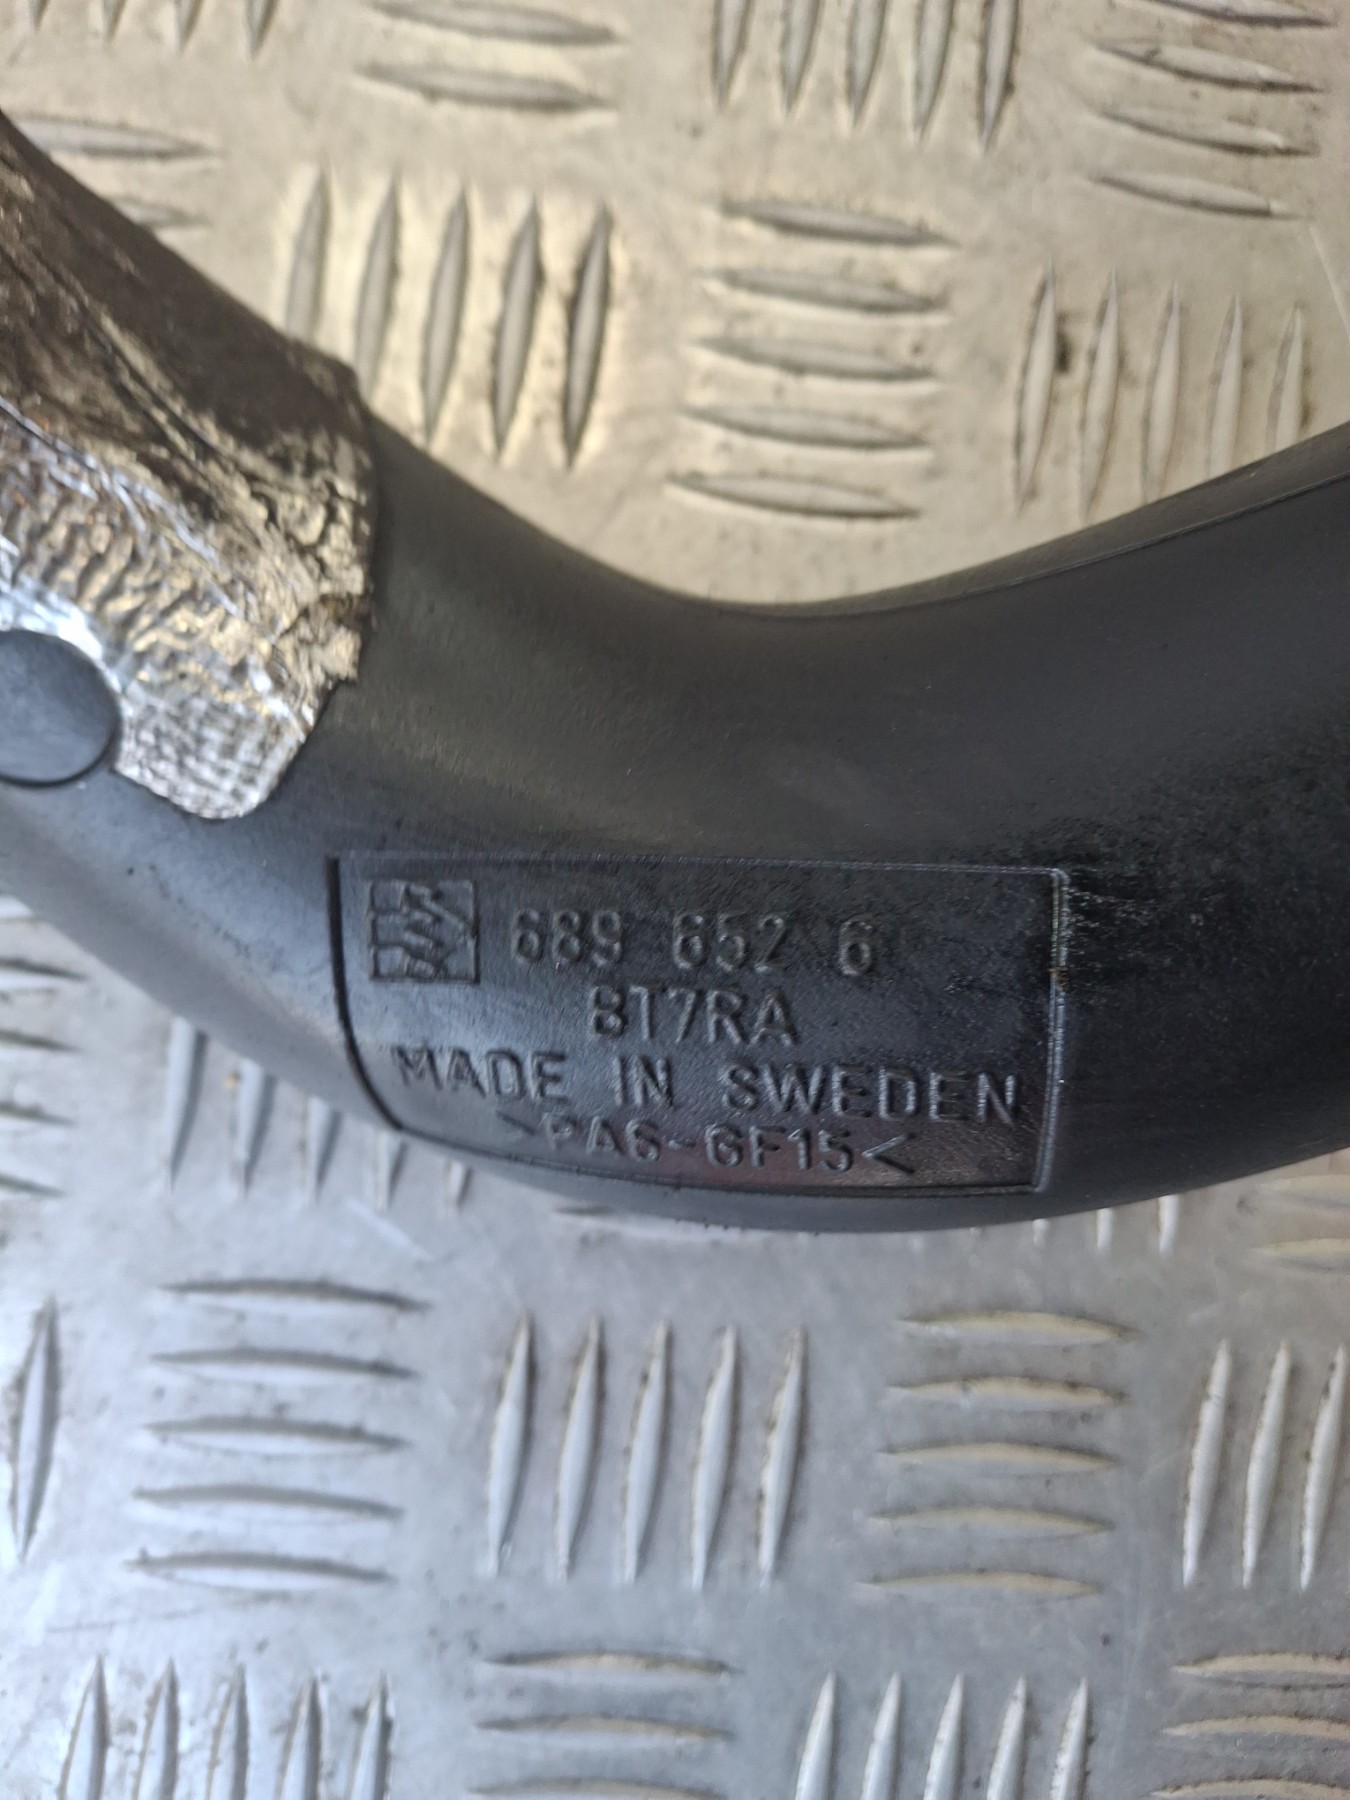 689 652 6
8T7RA
MADE IN SWEDEN
>PA6-GF15<